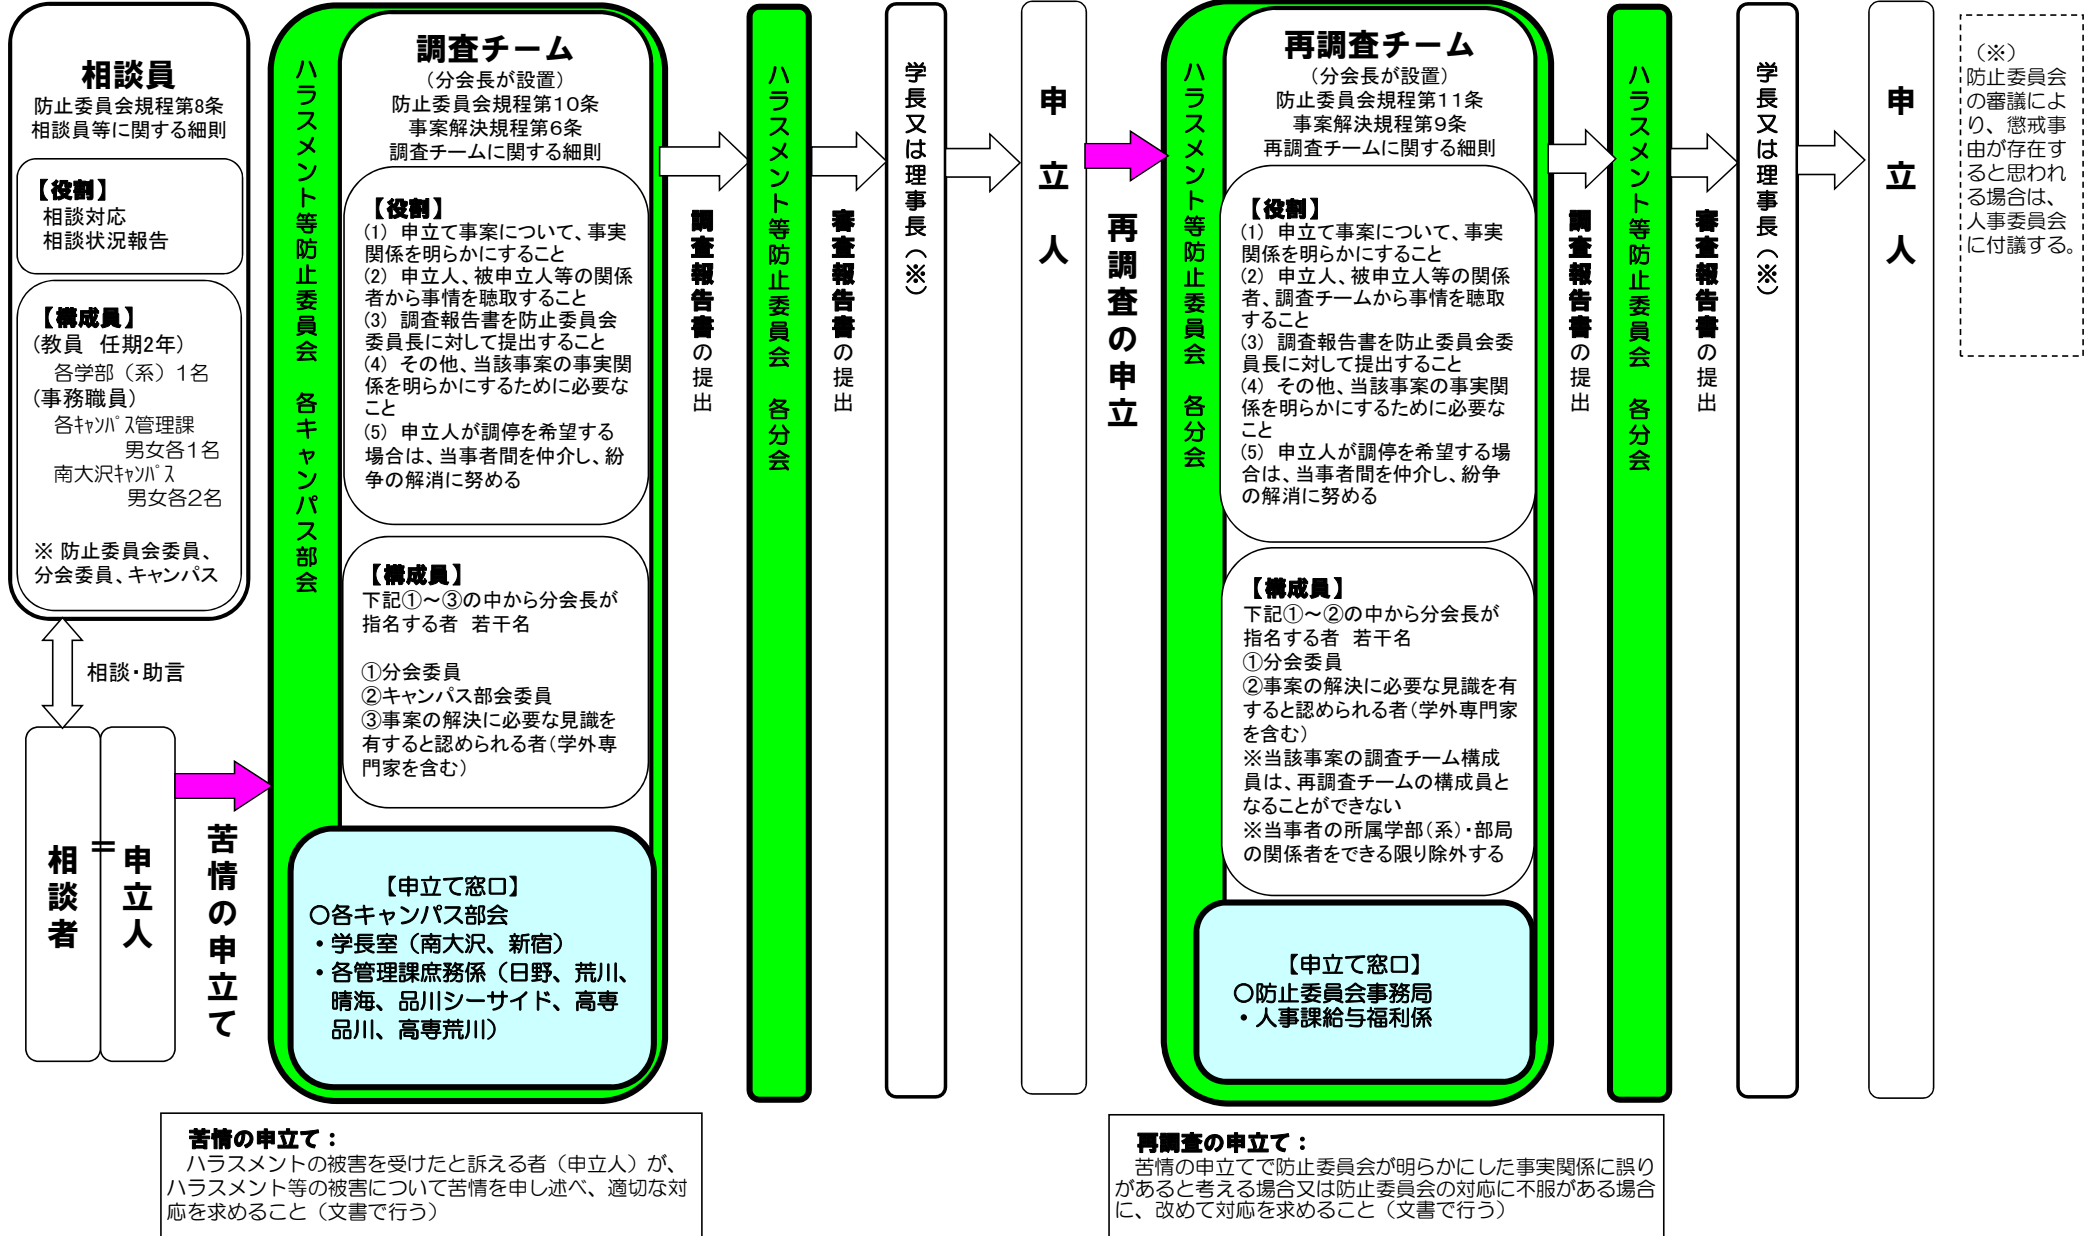 相談員
防止委員会規程第8条
相談員等に関する細則
【役割】
相談対応
相談状況報告
【構成員】
(教員　任期2年)
各学部（系）1名
(事務職員)
各ｷｬﾝﾊﾟｽ管理課
男女各1名
南大沢ｷｬﾝﾊﾟｽ
男女各2名
※ 防止委員会委員、
分会委員、キャンパス
相談・助言
相談者
＝
申立人
苦情の申立て
ハラスメント等防止委員会　各キャンパス部会
調査チーム
（分会長が設置）
防止委員会規程第10条
事案解決規程第6条
調査チームに関する細則
【役割】
(1) 申立て事案について、事実
関係を明らかにすること
(2) 申立人、被申立人等の関係
者から事情を聴取すること
(3) 調査報告書を防止委員会
委員長に対して提出すること
(4) その他、当該事案の事実関
係を明らかにするために必要な
こと
(5) 申立人が調停を希望する
場合は、当事者間を仲介し、紛
争の解消に努める
【構成員】
下記①～③の中から分会長が
指名する者　若干名
①分会委員
②キャンパス部会委員
③事案の解決に必要な見識を
有すると認められる者(学外専
門家を含む)
【申立て窓口】
○各キャンパス部会
・学長室（南大沢、新宿）
・各管理課庶務係（日野、荒川、
晴海、品川シーサイド、高専
品川、高専荒川）
調査報告書の提出
ハラスメント等防止委員会　各分会
審査報告書の提出
学長又は理事長（※）
申立人
再調査の申立
ハラスメント等防止委員会　各分会
再調査チーム
（分会長が設置）
防止委員会規程第11条
事案解決規程第9条
再調査チームに関する細則
【役割】
(1) 申立て事案について、事実
関係を明らかにすること
(2) 申立人、被申立人等の関係
者、調査チームから事情を聴取
すること
(3) 調査報告書を防止委員会委
員長に対して提出すること
(4) その他、当該事案の事実関
係を明らかにするために必要な
こと
(5) 申立人が調停を希望する場
合は、当事者間を仲介し、紛争
の解消に努める
【構成員】
下記①～②の中から分会長が
指名する者　若干名
①分会委員
②事案の解決に必要な見識を有
すると認められる者(学外専門家
を含む)
※当該事案の調査チーム構成
員は、再調査チームの構成員と
なることができない
※当事者の所属学部(系)・部局
の関係者をできる限り除外する
【申立て窓口】
○防止委員会事務局
・人事課給与福利係
調査報告書の提出
ハラスメント等防止委員会　各分会
審査報告書の提出
学長又は理事長（※）
申立人
（※）
防止委員会
の審議によ
り、懲戒事
由が存在す
ると思われ
る場合は、
人事委員会
に付議する。
苦情の申立て：
ハラスメントの被害を受けたと訴える者（申立人）が、
ハラスメント等の被害について苦情を申し述べ、適切な対
応を求めること（文書で行う）
再調査の申立て：
苦情の申立てで防止委員会が明らかにした事実関係に誤り
があると考える場合又は防止委員会の対応に不服がある場合
に、改めて対応を求めること（文書で行う）